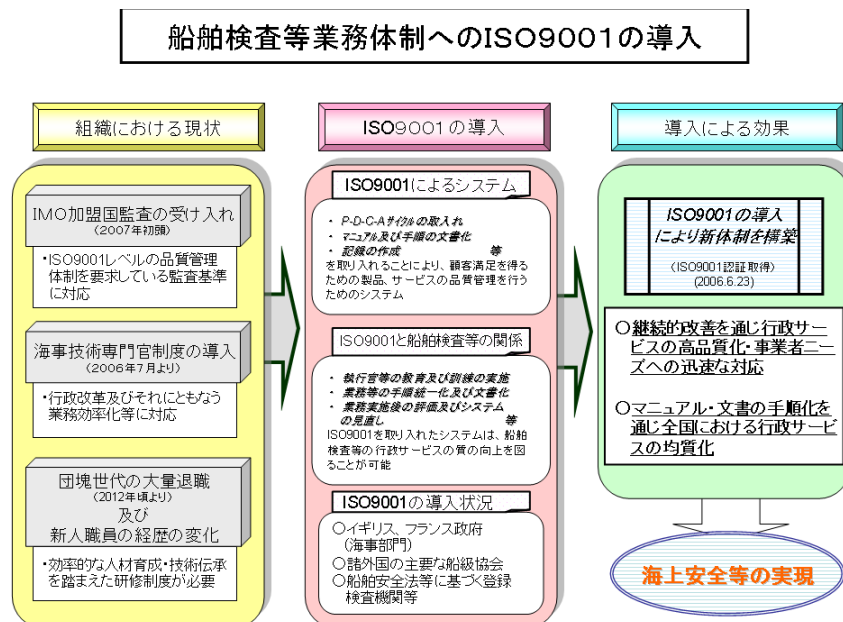 船舶検査等業務体制へのISO9001の導入
組織における現状
IMO加盟国監査の受け入れ
(2007年初頭)
・ISO9001レベルの品質管理
体制を要求している監査基準
に対応
海事技術専門官制度の導入
(2006年7月より)
・行政改革及びそれにともなう
業務効率化等に対応
団塊世代の大量退職
(2012年頃より)
及び
新人職員の経歴の変化
・効率的な人材育成・技術伝承
を踏まえた研修制度が必要
ISO9001の導入
ISO9001によるシステム
・ P-D-C-Aサイクルの取入れ
・ マニュアル及び手順の文書化
・ 記録の作成 等
を取り入れることにより、顧客満足を得る
ための製品、サービスの品質管理を行う
ためのシステム
ISO9001と船舶検査等の関係
・ 執行官等の教育及び訓練の実施
・ 業務等の手順統一化及び文書化
・ 業務実施後の評価及びシステム
の見直し 等
ISO9001を取り入れたシステムは、船舶
検査等の行政サービスの質の向上を図
ることが可能
ISO9001の導入状況
○イギリス、フランス政府
(海事部門)
○諸外国の主要な船級協会
○船舶安全法等に基づく登録
検査機関等
導入による効果
ISO9001の導入
により新体制を構築
(ISO9001認証取得)
(2006.6.23)
○継続的改善を通じ行政サー
ビスの高品質化・事業者ニー
ズへの迅速な対応
○マニュアル・文書の手順化を
通じ全国における行政サービ
スの均質化
海上安全等の実現